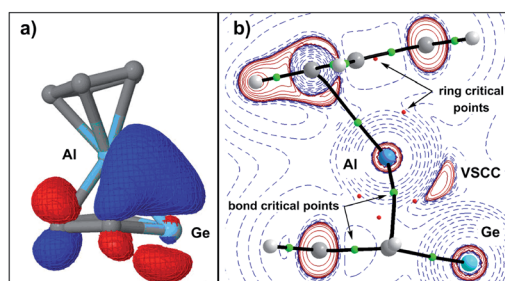 a)
Al
Ge
b)
ring critical
points
Al
VSCC
bond critical points
Ge